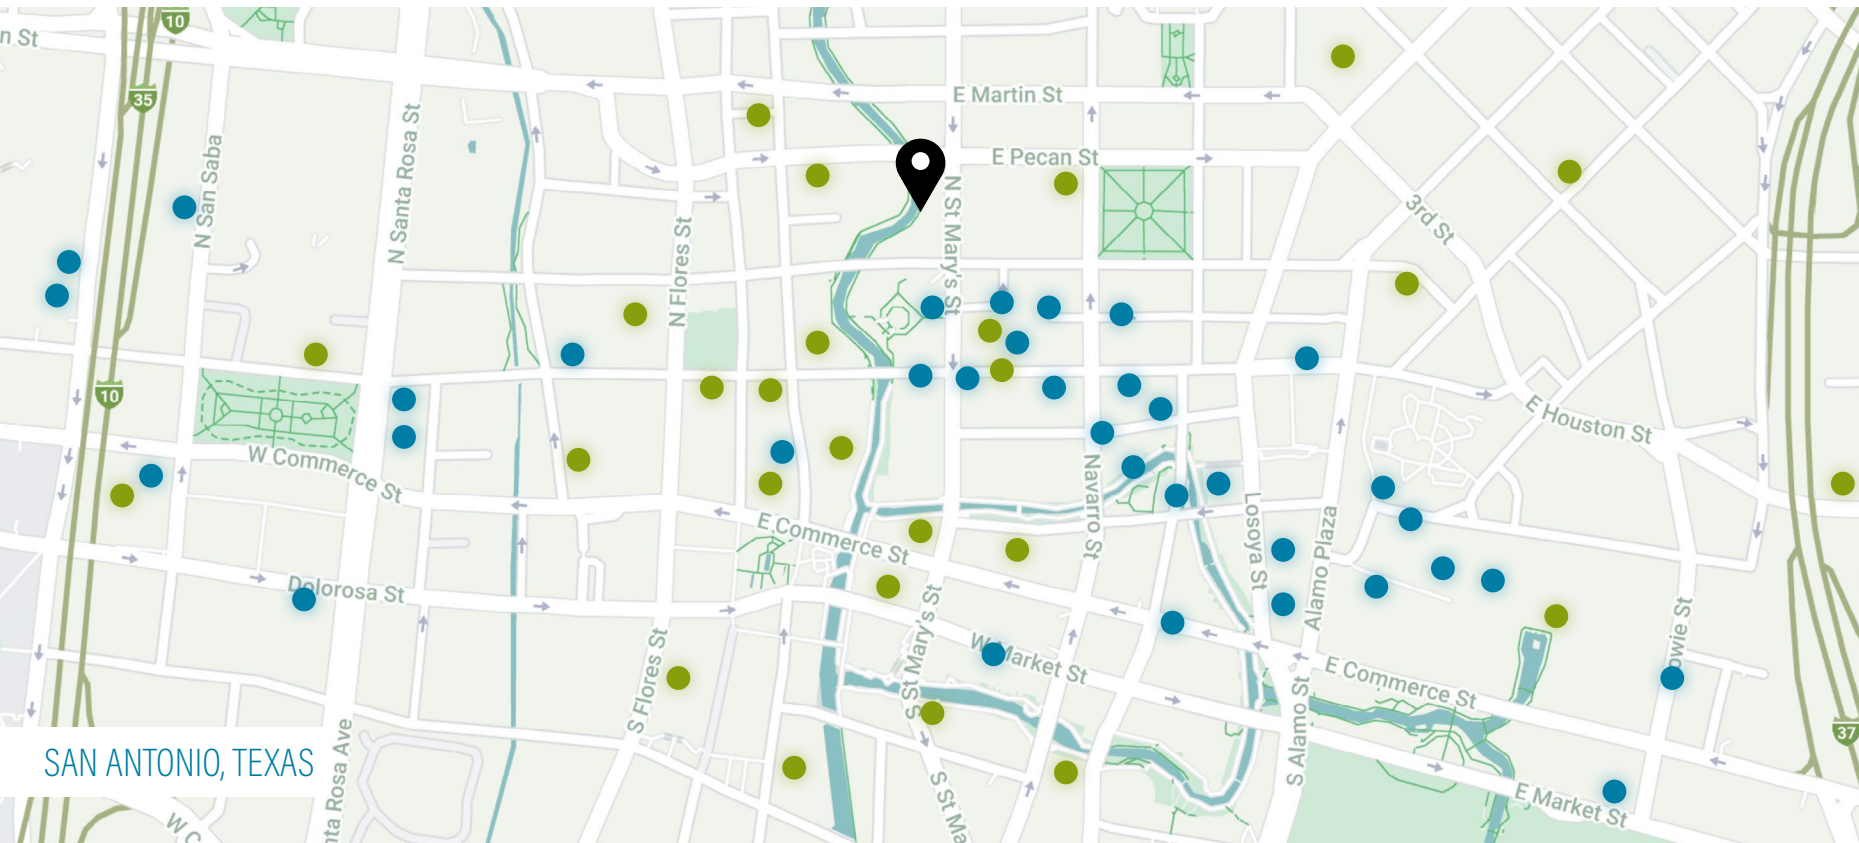 10
n St
35
E Martin St
E Pecan St
N San Saba
N Santa Rosa St
N Flores St
N St Mary's St
3rd St
10
E Houston St
W Commerce St
E Commerce St
Navarro St
Losoya St
Alamo Plaza
Dolorosa St
S St Mary's St
W Market St
owie St
S Flores St
E Commerce St
S Alamo St
37
SAN ANTONIO, TEXAS
nta Rosa Ave
S St Ma
E Market St
W C